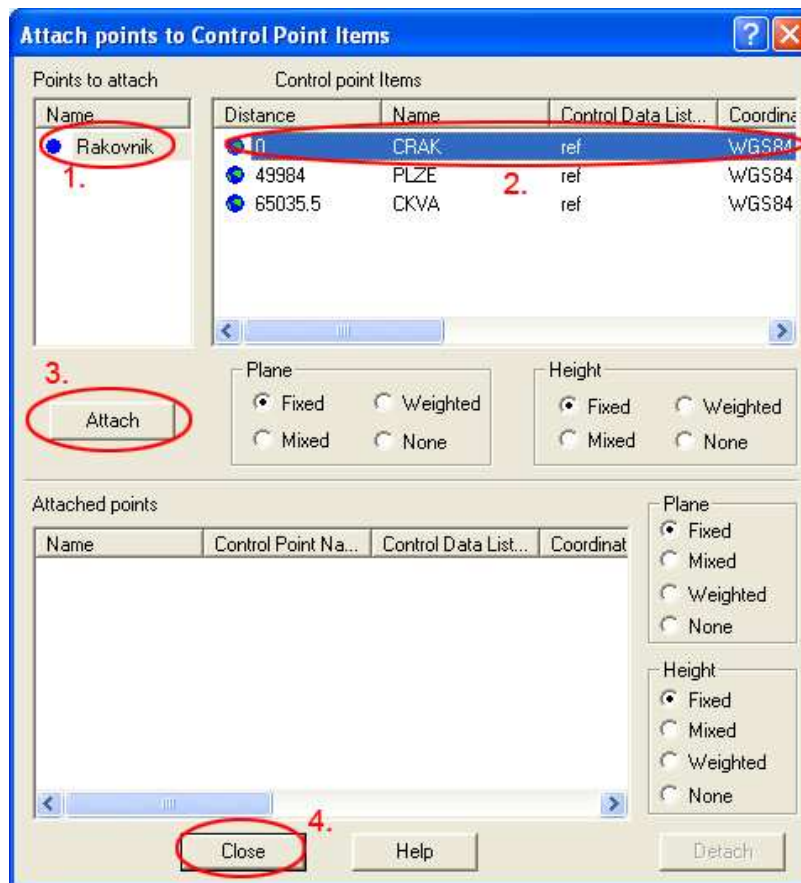 Attach points to Control Point Items
Points to attach Control point Items
Name Distance Name Control Data List... Coordina
Rakovnik 0 CRAK ref WGS84
1. 49984 PLZE 2. ref WGS84
65035.5 CKVA ref WGS84
3. Plane Height
Fixed Weighted Fixed Weighted
Attach
Mixed None Mixed None
Attached points Plane
Name Control Point Na... Control Data List... Coordinat Fixed
Mixed
Weighted
None
Height
Fixed
Mixed
Weighted
None
4.
Close Help Detach